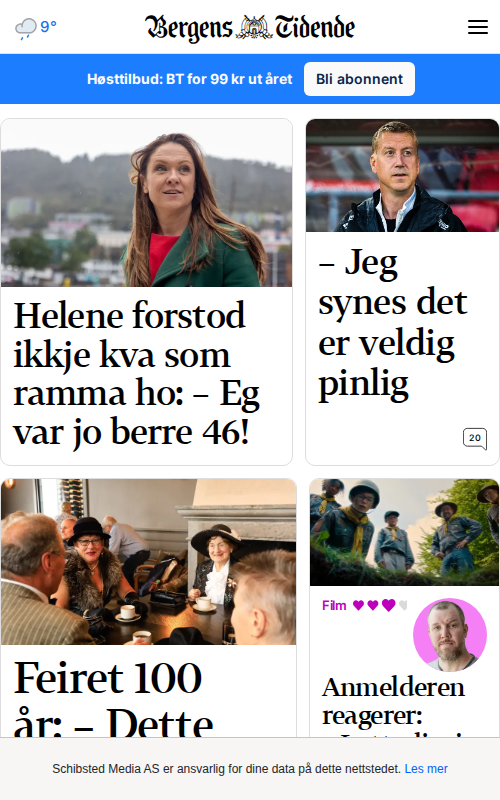 9°
Bergens Tidende
Høsttilbud: BT for 99 kr ut året
Bli abonnent
Helene forstod
ikkje kva som
ramma ho: – Eg
var jo berre 46!
– Jeg
synes det
er veldig
pinlig
20
Feiret 100
år: – Dette
Film
Anmelderen
reagerer:
Schibsted Media AS er ansvarlig for dine data på dette nettstedet. Les mer